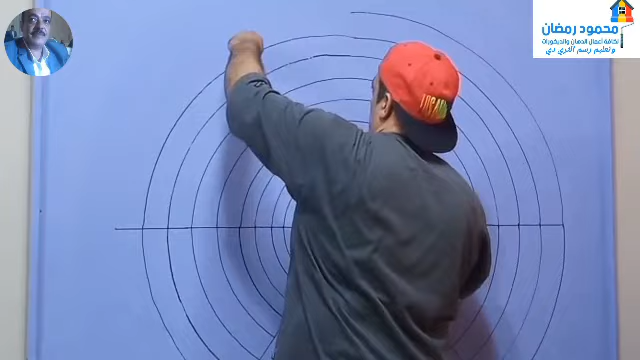 محمود رمضان
لكافة أعمال الدهان والديكورات
وتعليم رسم الثري دي